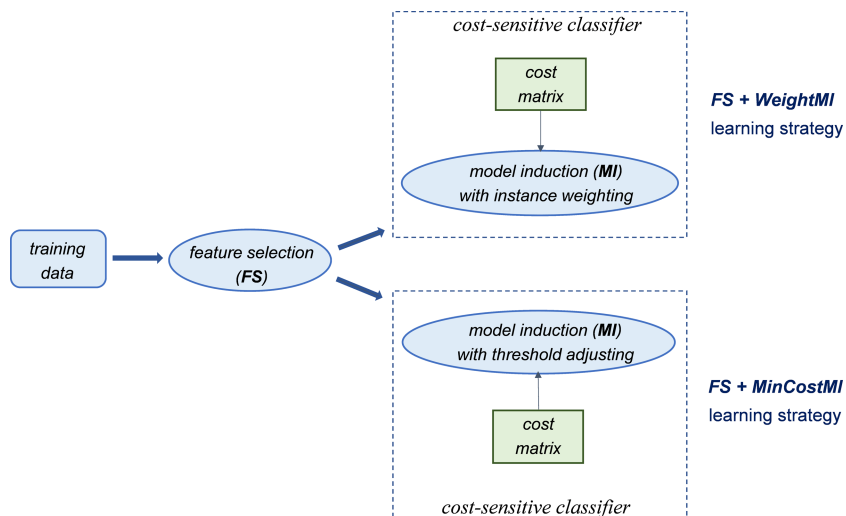 cost-sensitive classifier
cost
matrix
FS + WeightMI
learning strategy
model induction (MI)
with instance weighting
training
data
feature selection
(FS)
model induction (MI)
with threshold adjusting
FS + MinCostMI
learning strategy
cost
matrix
cost-sensitive classifier